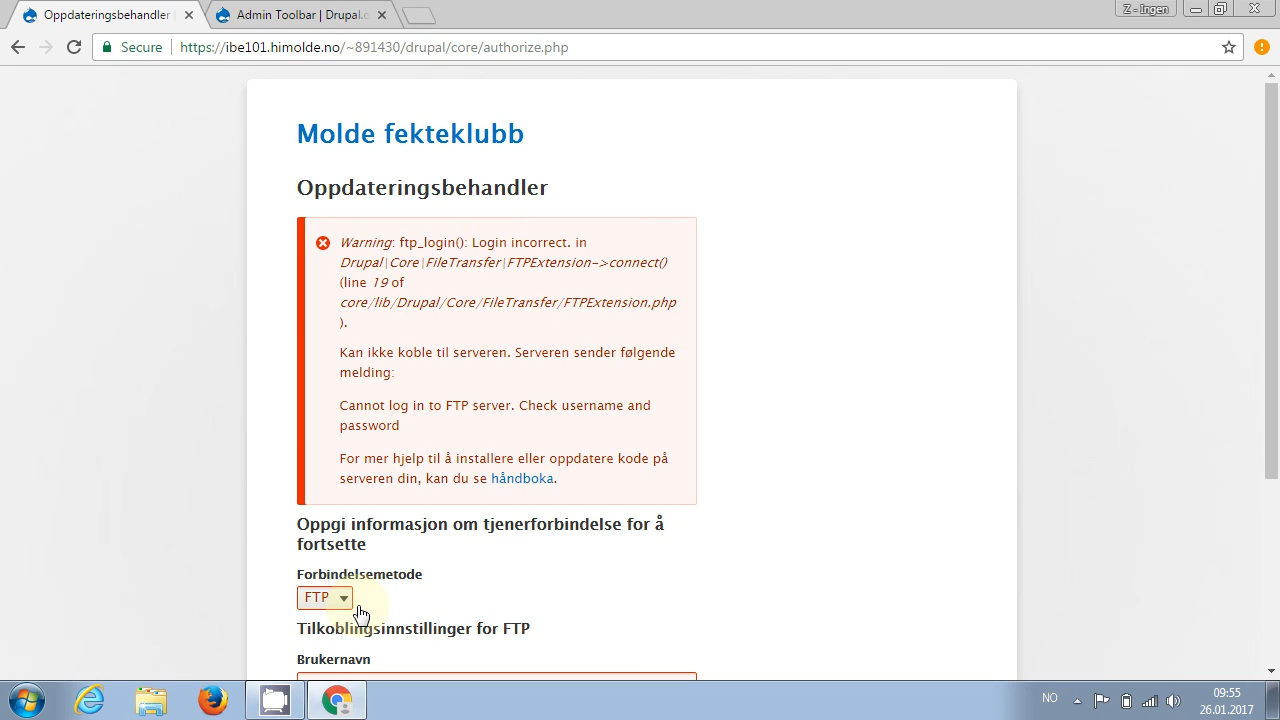 Oppdateringsbehandler
Admin Toolbar | Drupal.o
Z - Ingen
Secure
https://ibe101.himolde.no/~891430/drupal/core/authorize.php
Molde fekteklubb
Oppdateringsbehandler
Warning: ftp_login(): Login incorrect. in
Drupal\Core\FileTransfer\FTPExtension->connect()
(line 19 of
core/lib/Drupal/Core/FileTransfer/FTPExtension.php
).
Kan ikke koble til serveren. Serveren sender følgende
melding:
Cannot log in to FTP server. Check username and
password
For mer hjelp til å installere eller oppdatere kode på
serveren din, kan du se håndboka.
Oppgi informasjon om tjenerforbindelse for å
fortsette
Forbindelsemetode
FTP
Tilkoblingsinnstillinger for FTP
Brukernavn
NO
09:55
26.01.2017